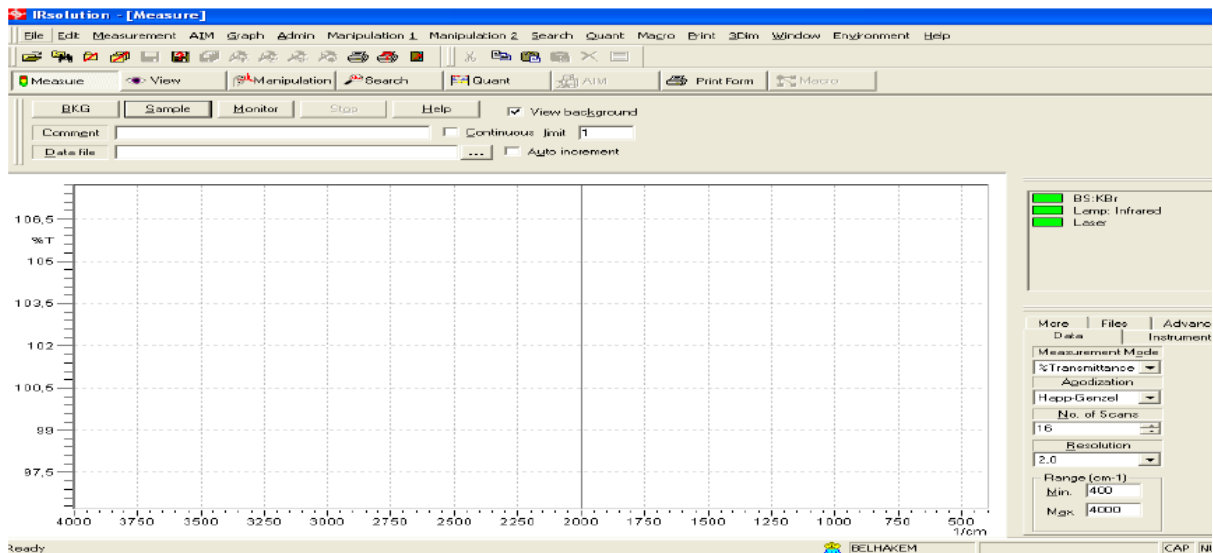 IRsolution - [Measure]
File Edit Measurement AIM Graph Admin Manipulation 1 Manipulation 2 Search Quant Macro Print 3Dim Window Environment Help
Measure View Manipulation Search Quant AIM Print Form Macro
BKG Sample Monitor Stop Help View background
Comment Continuous limit 1
Data file ... Auto increment
BS:KBr
Lamp: Infrared
Laser
106,5
%T
105
103,5
102
100,5
99
97,5
4000 3750 3500 3250 3000 2750 2500 2250 2000 1750 1500 1250 1000 750 500
1/cm
More Files Advanc
Data Instrument
Measurement Mode
%Transmittance
Apodization
Happ-Genzel
No. of Scans
16
Resolution
2.0
Range (cm-1)
Min. 400
Max. 4000
Ready BELHAKEM CAP